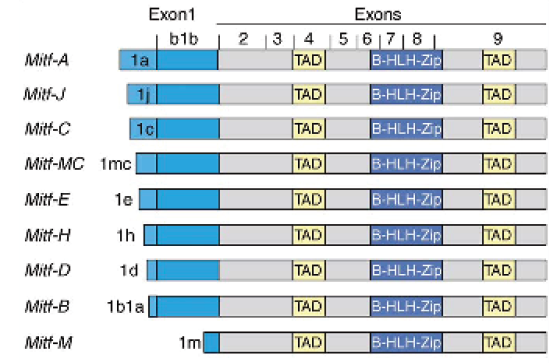 Exon1 Exons
b1b 2 3 4 5 6 7 8 9
Mitf-A 1a TAD B-HLH-Zip TAD
Mitf-J 1j TAD B-HLH-Zip TAD
Mitf-C 1c TAD B-HLH-Zip TAD
Mitf-MC 1mc TAD B-HLH-Zip TAD
Mitf-E 1e TAD B-HLH-Zip TAD
Mitf-H 1h TAD B-HLH-Zip TAD
Mitf-D 1d TAD B-HLH-Zip TAD
Mitf-B 1b1a TAD B-HLH-Zip TAD
Mitf-M 1m TAD B-HLH-Zip TAD